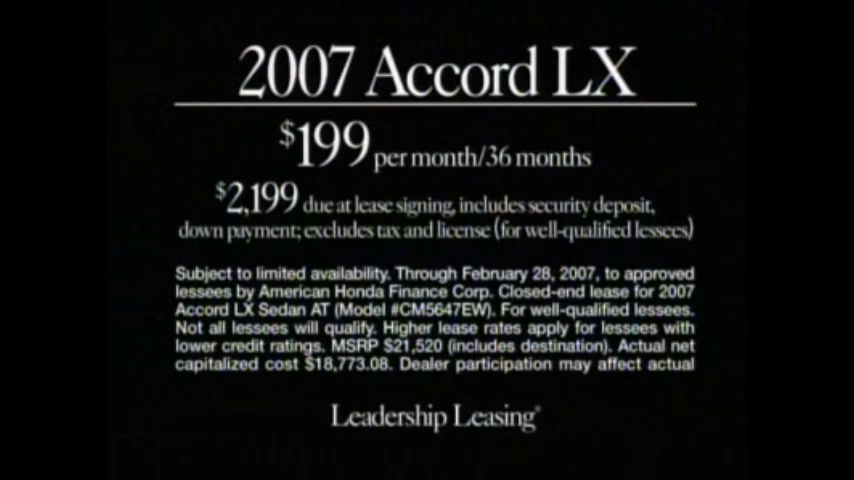 2007 Accord LX
$199 per month/36 months
$2,199 due at lease signing, includes security deposit,
down payment; excludes tax and license (for well-qualified lessees)
Subject to limited availability. Through February 28, 2007, to approved
lessees by American Honda Finance Corp. Closed-end lease for 2007
Accord LX Sedan AT (Model #CM5647EW). For well-qualified lessees.
Not all lessees will qualify. Higher lease rates apply for lessees with
lower credit ratings. MSRP $21,520 (includes destination). Actual net
capitalized cost $18,773.08. Dealer participation may affect actual
Leadership Leasing®